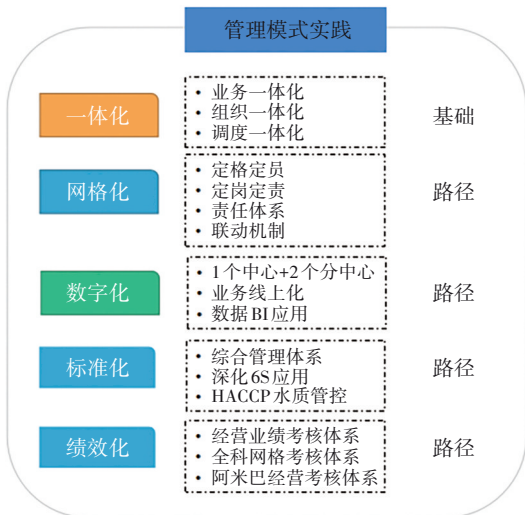 管理模式实践
一体化
• 业务一体化
• 组织一体化
• 调度一体化
基础
网格化
• 定格定员
• 定岗定责
• 责任体系
• 联动机制
路径
数字化
• 1个中心+2个分中心
• 业务线上化
• 数据BI应用
路径
标准化
• 综合管理体系
• 深化6S应用
• HACCP水质管控
路径
绩效化
• 经营业绩考核体系
• 全科网格考核体系
• 阿米巴经营考核体系
路径